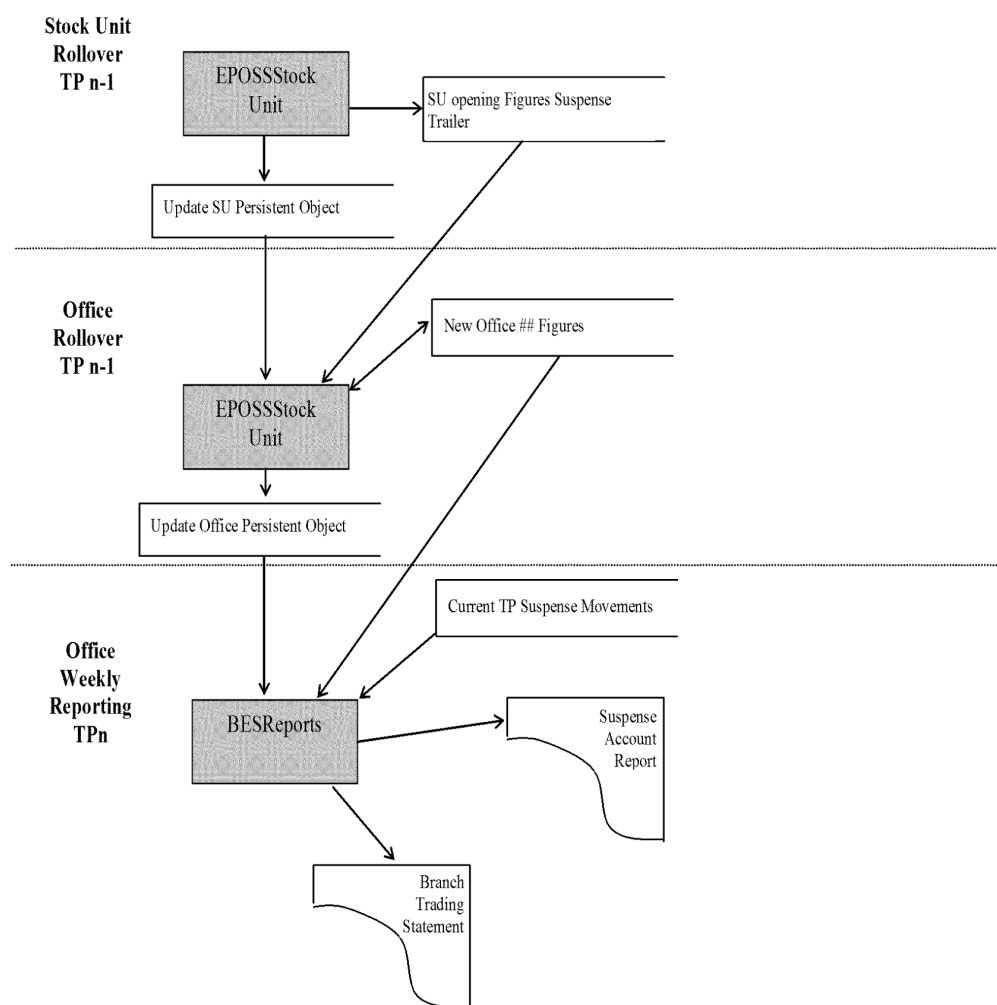 Stock Unit
Rollover
TP n-1
EPOSSStock
Unit
SU opening Figures Suspense
Trailer
Update SU Persistent Object
Office
Rollover
TP n-1
New Office ## Figures
EPOSSStock
Unit
Update Office Persistent Object
Current TP Suspense Movements
Office
Weekly
Reporting
TPn
BESReports
Suspense
Account
Report
Branch
Trading
Statement